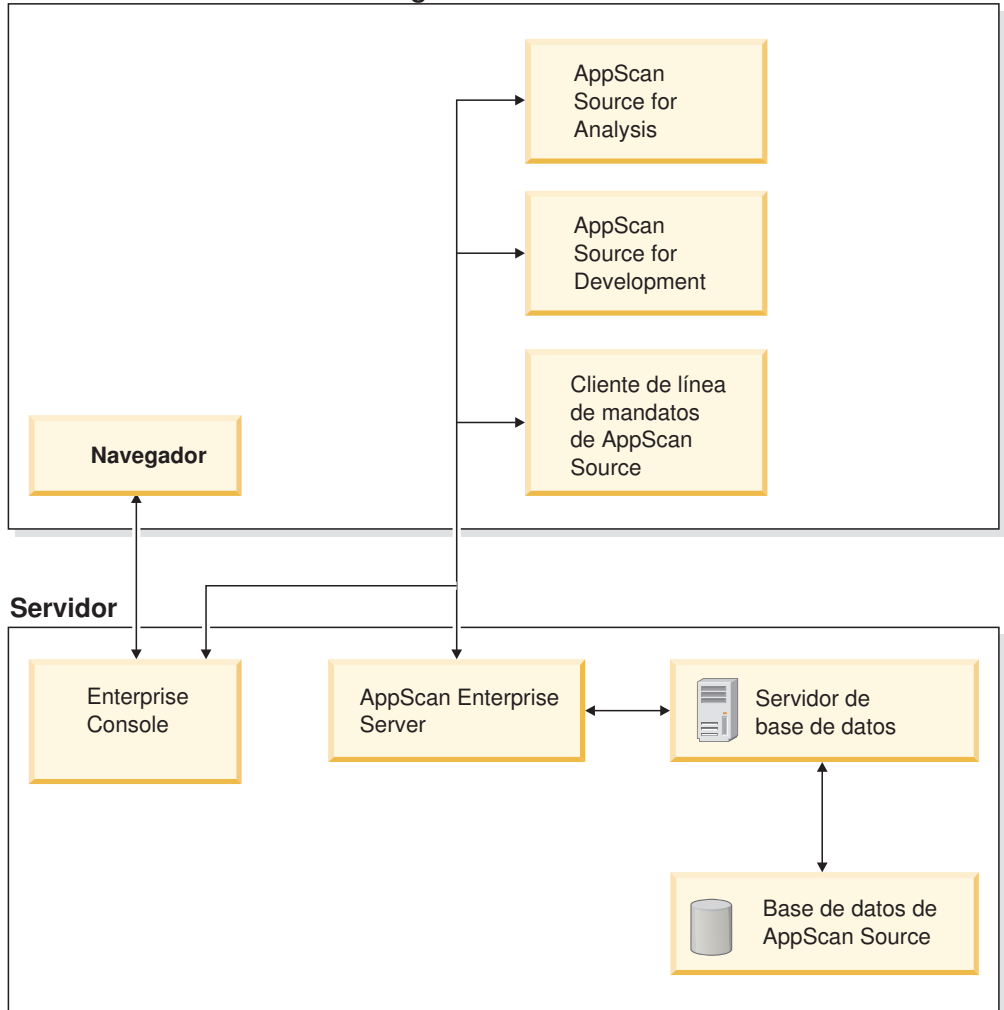 AppScan
Source for
Analysis
AppScan
Source for
Development
Cliente de línea
de mandatos
de AppScan
Source
Navegador
Servidor
Enterprise
Console
AppScan Enterprise
Server
Servidor de
base de datos
Base de datos de
AppScan Source